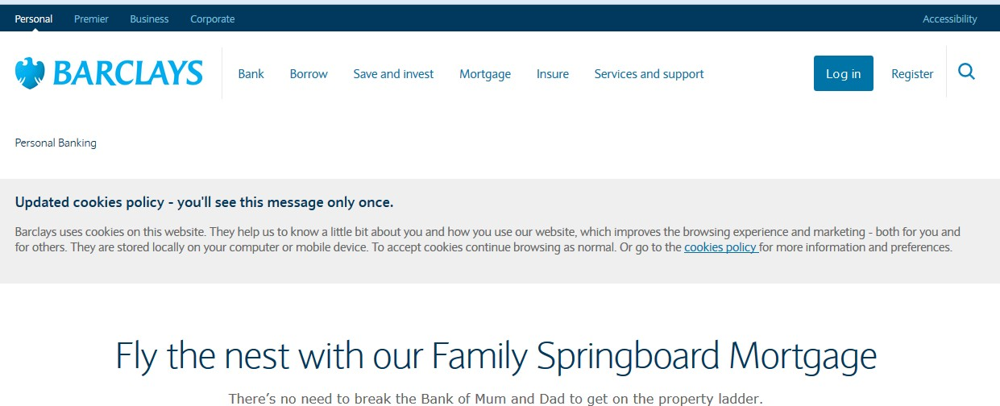 Personal Premier Business Corporate Accessibility
BARCLAYS Bank Borrow Save and invest Mortgage Insure Services and support Log in Register
Personal Banking
Updated cookies policy - you'll see this message only once.
Barclays uses cookies on this website. They help us to know a little bit about you and how you use our website, which improves the browsing experience and marketing - both for you and
for others. They are stored locally on your computer or mobile device. To accept cookies continue browsing as normal. Or go to the cookies policy for more information and preferences.
Fly the nest with our Family Springboard Mortgage
There’s no need to break the Bank of Mum and Dad to get on the property ladder.